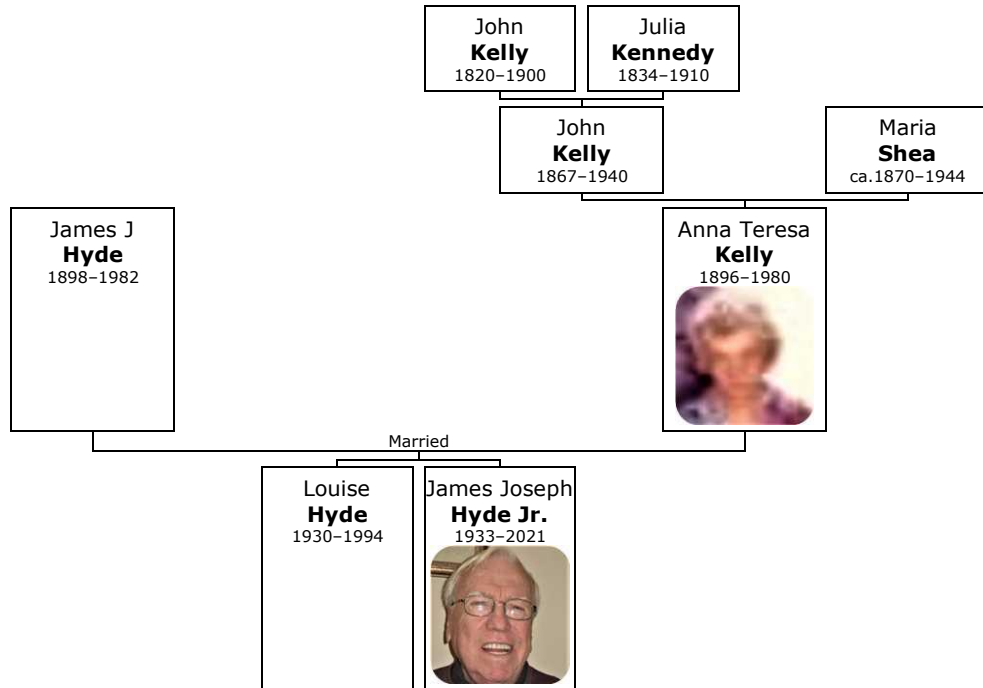 John
Kelly
1820–1900
Julia
Kennedy
1834–1910
John
Kelly
1867–1940
Maria
Shea
ca.1870–1944
James J
Hyde
1898–1982
Anna Teresa
Kelly
1896–1980
Married
Louise
Hyde
1930–1994
James Joseph
Hyde Jr.
1933–2021